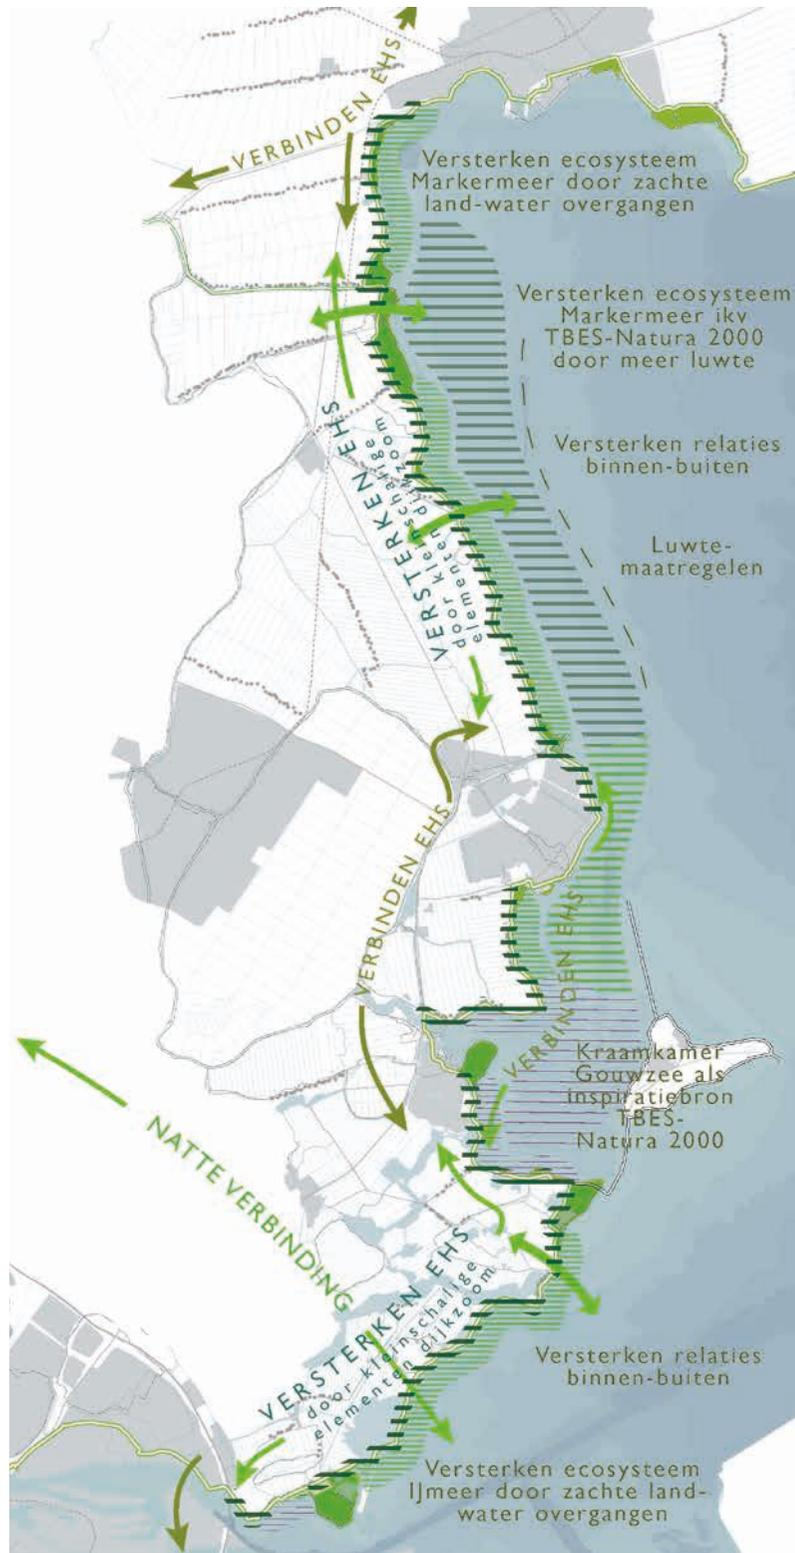 VERBINDEN EHS
Versterken ecosysteem
Markermeer door zachte
land-water overgangen
Versterken ecosysteem
Markermeer ikv
TBES-Natura 2000
door meer luwte
Versterken relaties
binnen-buiten
Luwte-
maatregelen
VERSTERKEN EHS
door kleinschalige
elementen dijkzoom
VERBINDEN EHS
VERBINDEN EHS
Kraamkamer
Gouwzee als
inspiratiebron
TBES-
Natura 2000
NATTE VERBINDING
VERSTERKEN EHS
door kleinschalige
elementen dijkzoom
Versterken relaties
binnen-buiten
Versterken ecosysteem
IJmeer door zachte land-
water overgangen